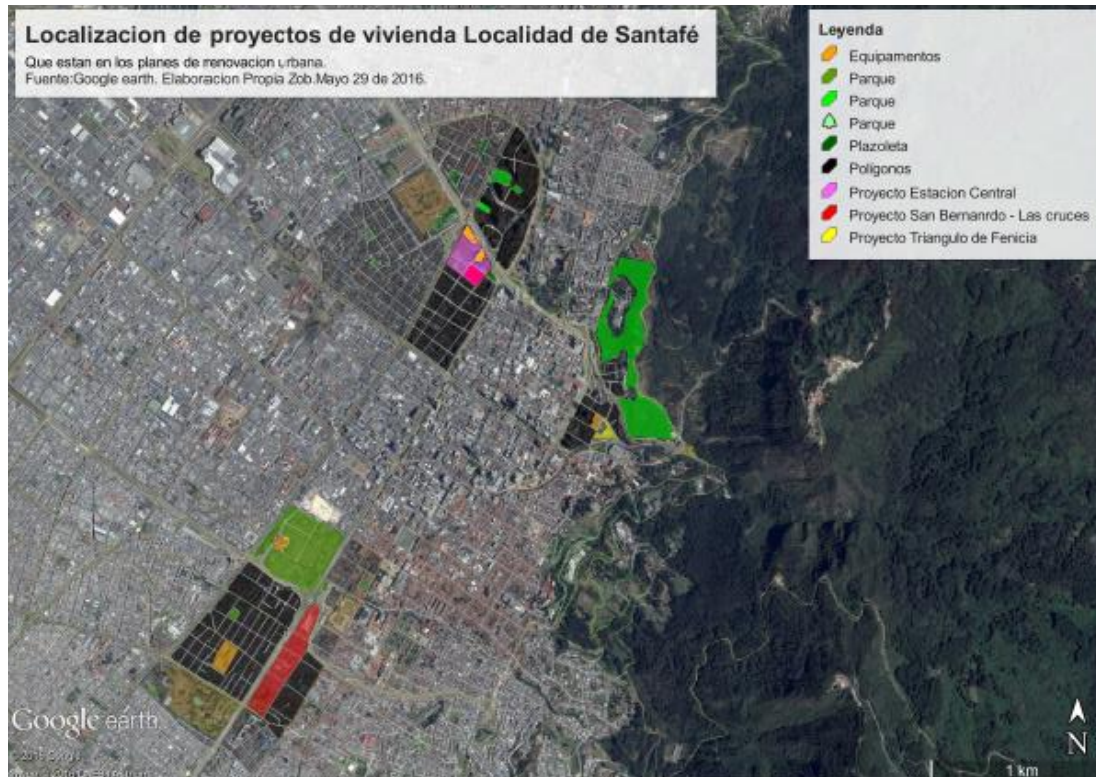 Localizacion de proyectos de vivienda Localidad de Santafé
Que estan en los planes de renovacion urbana.
Fuente:Google earth. Elaboracion Propia Zob.Mayo 29 de 2016.
Leyenda
Equipamentos
Parque
Parque
Parque
Plazoleta
Polígonos
Proyecto Estacion Central
Proyecto San Bernanrdo - Las cruces
Proyecto Triangulo de Fenicia
Google earth
N
1 km